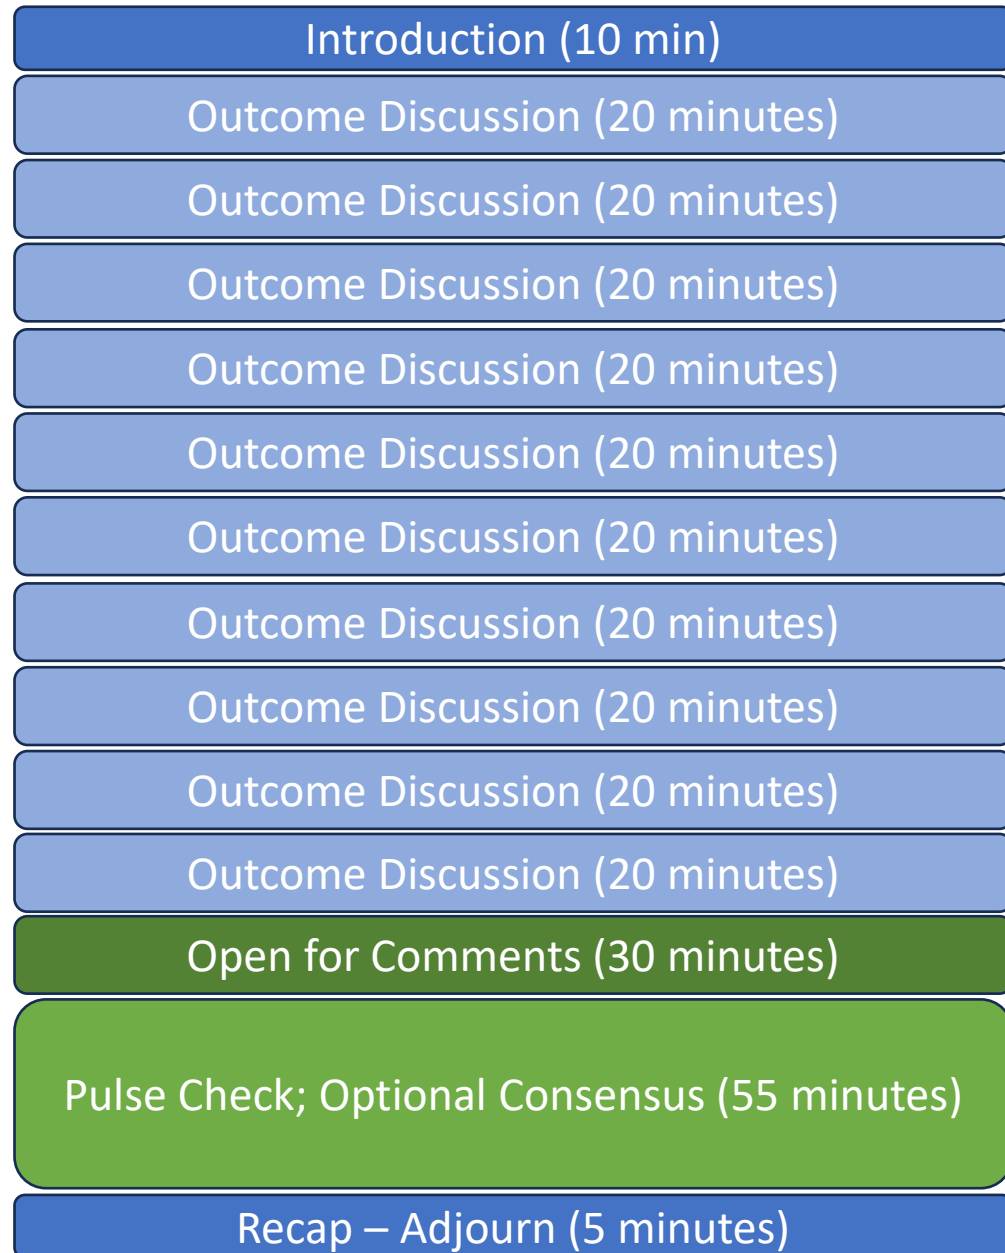 Introduction (10 min)
Outcome Discussion (20 minutes)
Outcome Discussion (20 minutes)
Outcome Discussion (20 minutes)
Outcome Discussion (20 minutes)
Outcome Discussion (20 minutes)
Outcome Discussion (20 minutes)
Outcome Discussion (20 minutes)
Outcome Discussion (20 minutes)
Outcome Discussion (20 minutes)
Outcome Discussion (20 minutes)
Open for Comments (30 minutes)
Pulse Check; Optional Consensus (55 minutes)
Recap – Adjourn (5 minutes)